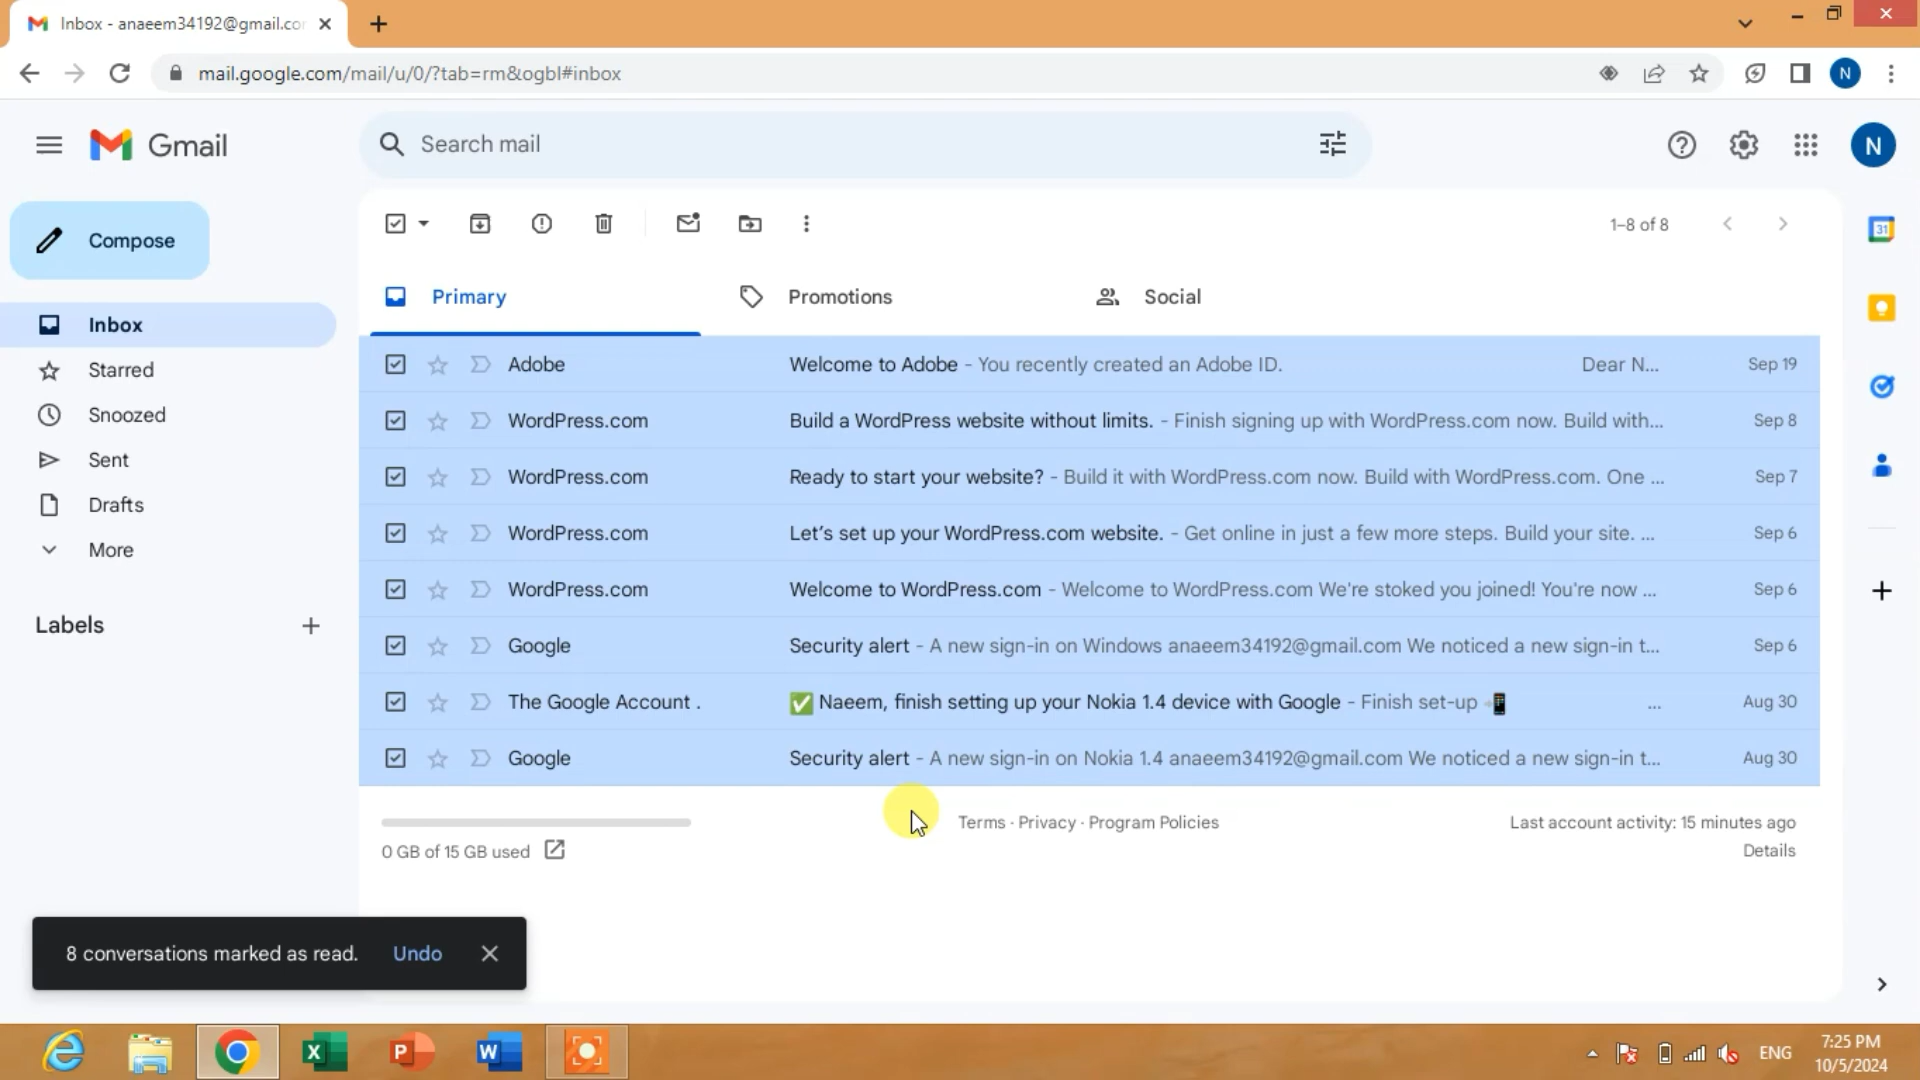 Inbox - anaeem34192@gmail.co
mail.google.com/mail/u/0/?tab=rm&ogbl#inbox
N
Gmail
Search mail
N
Compose
1–8 of 8
31
Primary
Promotions
Social
Inbox
Starred
Snoozed
Sent
Drafts
More
Labels
Adobe Welcome to Adobe - You recently created an Adobe ID. Dear N... Sep 19
WordPress.com Build a WordPress website without limits. - Finish signing up with WordPress.com now. Build with... Sep 8
WordPress.com Ready to start your website? - Build it with WordPress.com now. Build with WordPress.com. One ... Sep 7
WordPress.com Let’s set up your WordPress.com website. - Get online in just a few more steps. Build your site. ... Sep 6
WordPress.com Welcome to WordPress.com - Welcome to WordPress.com We're stoked you joined! You're now ... Sep 6
Google Security alert - A new sign-in on Windows anaeem34192@gmail.com We noticed a new sign-in t... Sep 6
The Google Account . ✅ Naeem, finish setting up your Nokia 1.4 device with Google - Finish set-up 📲 ... Aug 30
Google Security alert - A new sign-in on Nokia 1.4 anaeem34192@gmail.com We noticed a new sign-in t... Aug 30
Terms · Privacy · Program Policies
Last account activity: 15 minutes ago
0 GB of 15 GB used
Details
8 conversations marked as read. Undo
X
P
W
ENG
7:25 PM
10/5/2024